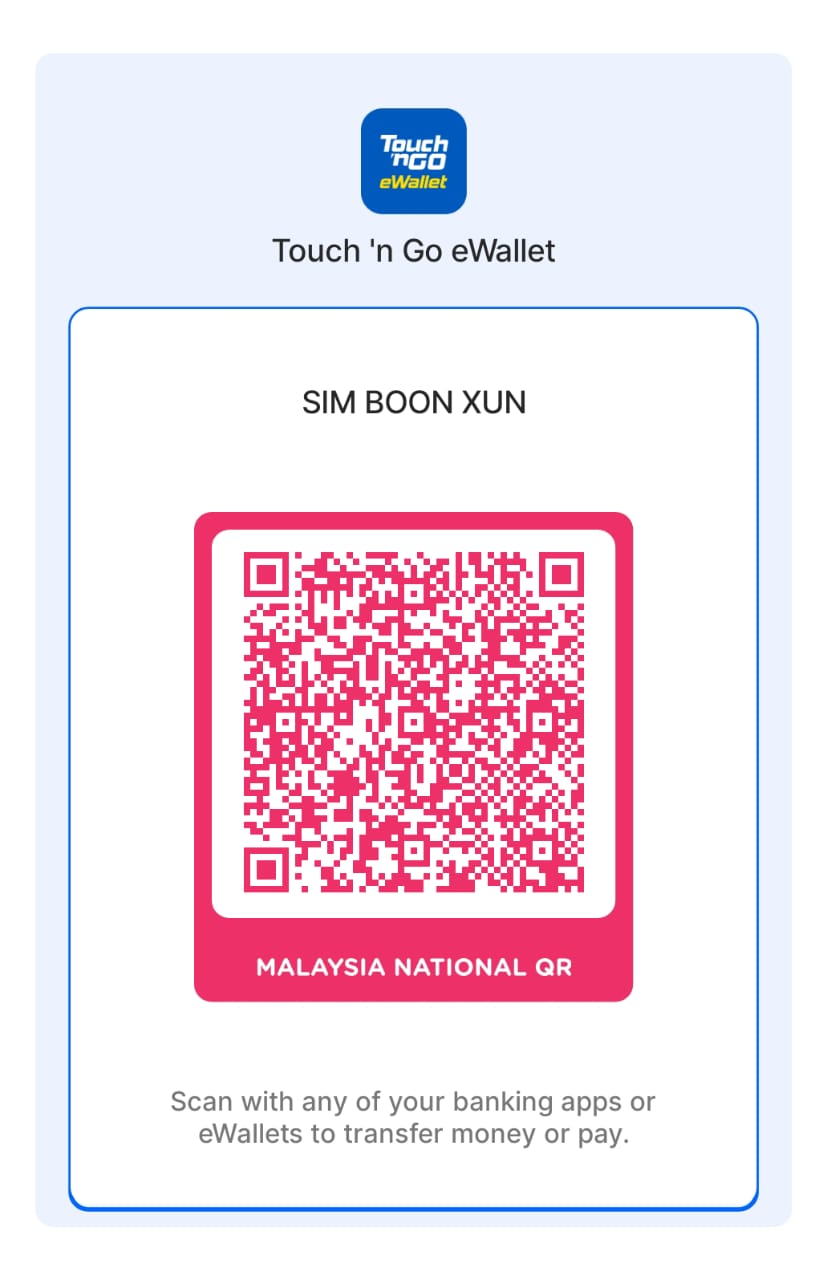 Touch
'nGO
eWallet
Touch 'n Go eWallet
SIM BOON XUN
MALAYSIA NATIONAL QR
Scan with any of your banking apps or
eWallets to transfer money or pay.